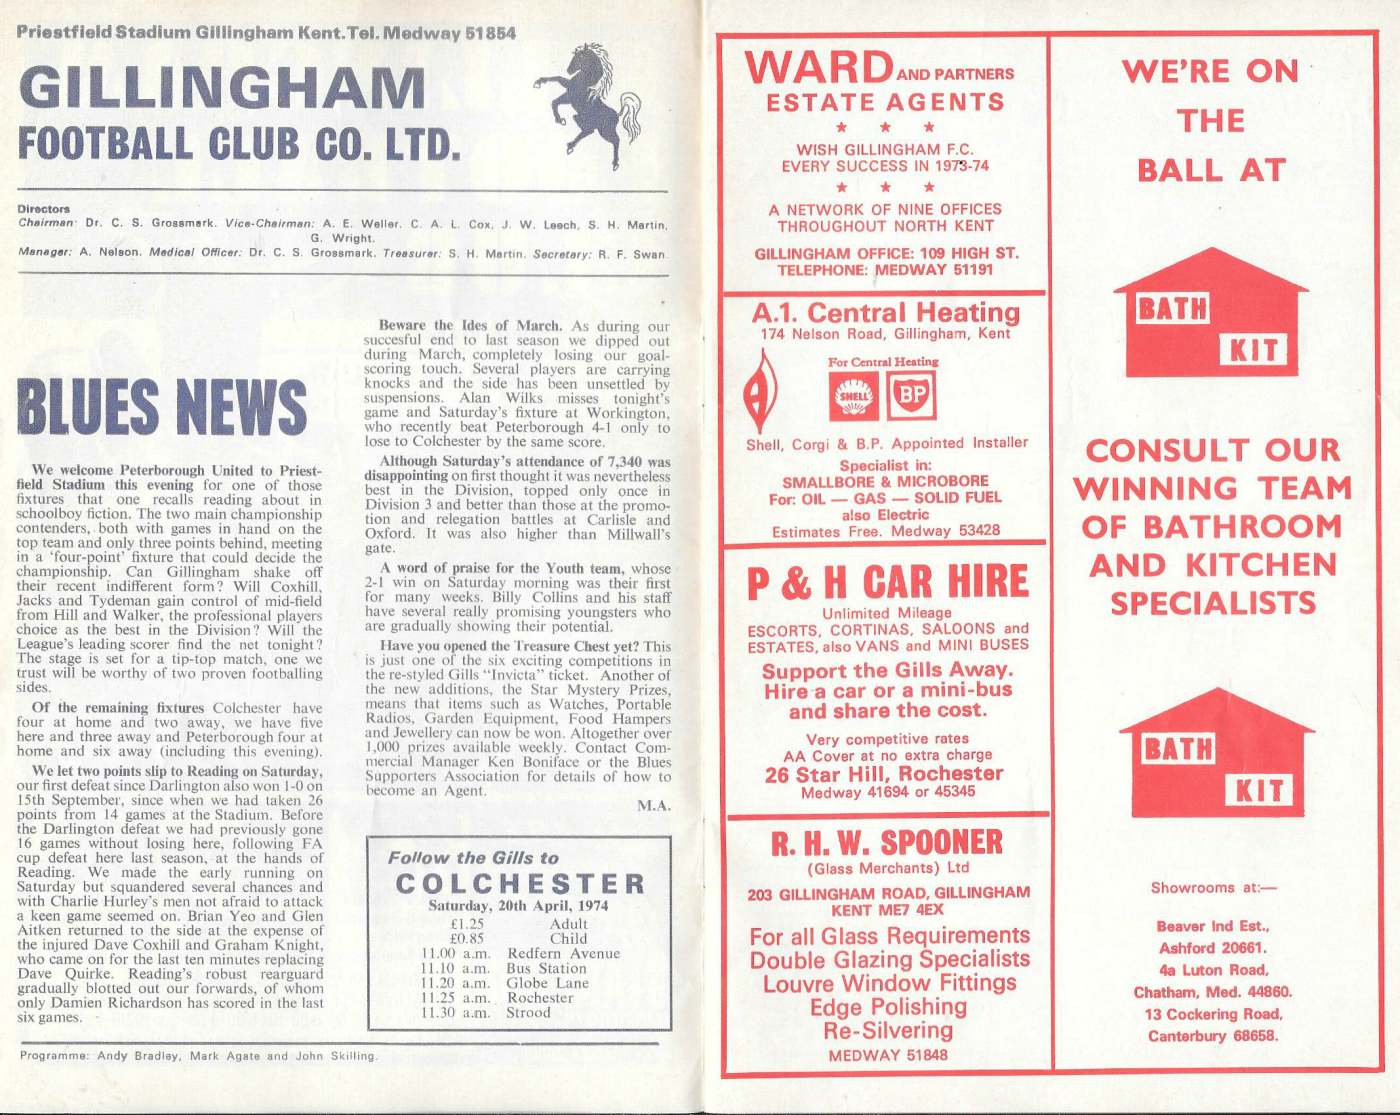 Priestfield Stadium Gillingham Kent. Tel. Medway 51854
GILLINGHAM
FOOTBALL CLUB CO. LTD.
Directors
Chairman: Dr. C. S. Grossmark. Vice-Chairman: A. E. Weller. C. A. L. Cox, J. W. Leech, S. H. Martin,
G. Wright.
Manager: A. Nelson. Medical Officer: Dr. C. S. Grossmark. Treasurer: S. H. Martin. Secretary: R. F. Swan.
BLUES NEWS
We welcome Peterborough United to Priest-
field Stadium this evening for one of those
fixtures that one recalls reading about in
schoolboy fiction. The two main championship
contenders, both with games in hand on the
top team and only three points behind, meeting
in a 'four-point' fixture that could decide the
championship. Can Gillingham shake off
their recent indifferent form? Will Coxhill,
Jacks and Tydeman gain control of mid-field
from Hill and Walker, the professional players
choice as the best in the Division? Will the
League's leading scorer find the net tonight?
The stage is set for a tip-top match, one we
trust will be worthy of two proven footballing
sides.
Of the remaining fixtures Colchester have
four at home and two away, we have five
here and three away and Peterborough four at
home and six away (including this evening).
We let two points slip to Reading on Saturday,
our first defeat since Darlington also won 1-0 on
15th September, since when we had taken 26
points from 14 games at the Stadium. Before
the Darlington defeat we had previously gone
16 games without losing here, following FA
cup defeat here last season, at the hands of
Reading. We made the early running on
Saturday but squandered several chances and
with Charlie Hurley's men not afraid to attack
a keen game seemed on. Brian Yeo and Glen
Aitken returned to the side at the expense of
the injured Dave Coxhill and Graham Knight,
who came on for the last ten minutes replacing
Dave Quirke. Reading's robust rearguard
gradually blotted out our forwards, of whom
only Damien Richardson has scored in the last
six games.
Beware the Ides of March. As during our
succesful end to last season we dipped out
during March, completely losing our goal-
scoring touch. Several players are carrying
knocks and the side has been unsettled by
suspensions. Alan Wilks misses tonight's
game and Saturday's fixture at Workington,
who recently beat Peterborough 4-1 only to
lose to Colchester by the same score.
Although Saturday's attendance of 7,340 was
disappointing on first thought it was nevertheless
best in the Division, topped only once in
Division 3 and better than those at the promo-
tion and relegation battles at Carlisle and
Oxford. It was also higher than Millwall's
gate.
A word of praise for the Youth team, whose
2-1 win on Saturday morning was their first
for many weeks. Billy Collins and his staff
have several really promising youngsters who
are gradually showing their potential.
Have you opened the Treasure Chest yet? This
is just one of the six exciting competitions in
the re-styled Gills "Invicta" ticket. Another of
the new additions, the Star Mystery Prizes,
means that items such as Watches, Portable
Radios, Garden Equipment, Food Hampers
and Jewellery can now be won. Altogether over
1,000 prizes available weekly. Contact Com-
mercial Manager Ken Boniface or the Blues
Supporters Association for details of how to
become an Agent.
M.A.
Follow the Gills to
COLCHESTER
Saturday, 20th April, 1974
£1.25 Adult
£0.85 Child
11.00 a.m. Redfern Avenue
11.10 a.m. Bus Station
11.20 a.m. Globe Lane
11.25 a.m. Rochester
11.30 a.m. Strood
Programme: Andy Bradley, Mark Agate and John Skilling.
WARD AND PARTNERS
ESTATE AGENTS
★ ★ ★
WISH GILLINGHAM F.C.
EVERY SUCCESS IN 1973-74
★ ★ ★
A NETWORK OF NINE OFFICES
THROUGHOUT NORTH KENT
GILLINGHAM OFFICE: 109 HIGH ST.
TELEPHONE: MEDWAY 51191
A.1. Central Heating
174 Nelson Road, Gillingham, Kent
For Central Heating
A
SHELL
BP
Shell, Corgi & B.P. Appointed Installer
Specialist in:
SMALLBORE & MICROBORE
For: OIL — GAS — SOLID FUEL
also Electric
Estimates Free. Medway 53428
P & H CAR HIRE
Unlimited Mileage
ESCORTS, CORTINAS, SALOONS and
ESTATES, also VANS and MINI BUSES
Support the Gills Away.
Hire a car or a mini-bus
and share the cost.
Very competitive rates
AA Cover at no extra charge
26 Star Hill, Rochester
Medway 41694 or 45345
R. H. W. SPOONER
(Glass Merchants) Ltd
203 GILLINGHAM ROAD, GILLINGHAM
KENT ME7 4EX
For all Glass Requirements
Double Glazing Specialists
Louvre Window Fittings
Edge Polishing
Re-Silvering
MEDWAY 51848
WE'RE ON
THE
BALL AT
BATH
KIT
CONSULT OUR
WINNING TEAM
OF BATHROOM
AND KITCHEN
SPECIALISTS
BATH
KIT
Showrooms at:—
Beaver Ind Est.,
Ashford 20661.
4a Luton Road,
Chatham, Med. 44860.
13 Cockering Road,
Canterbury 68658.